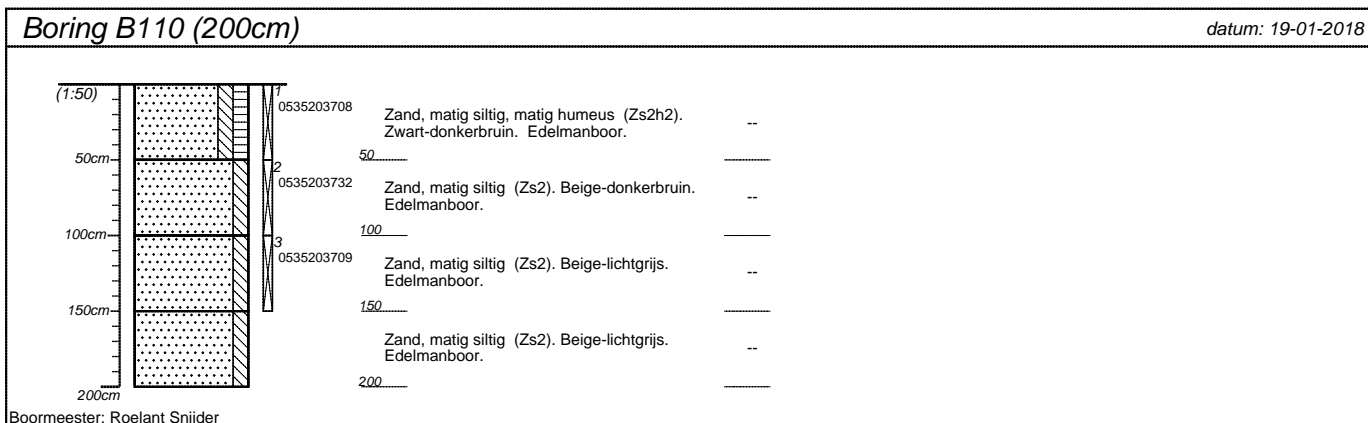 Boring B110 (200cm)
datum: 19-01-2018
(1:50)
1
0535203708
Zand, matig siltig, matig humeus (Zs2h2).
Zwart-donkerbruin. Edelmanboor.
--
50cm
50
2
0535203732
Zand, matig siltig (Zs2). Beige-donkerbruin.
Edelmanboor.
--
100cm
100
3
0535203709
Zand, matig siltig (Zs2). Beige-lichtgrijs.
Edelmanboor.
--
150cm
150
Zand, matig siltig (Zs2). Beige-lichtgrijs.
Edelmanboor.
--
200cm
200
Boormeester: Roelant Snijder